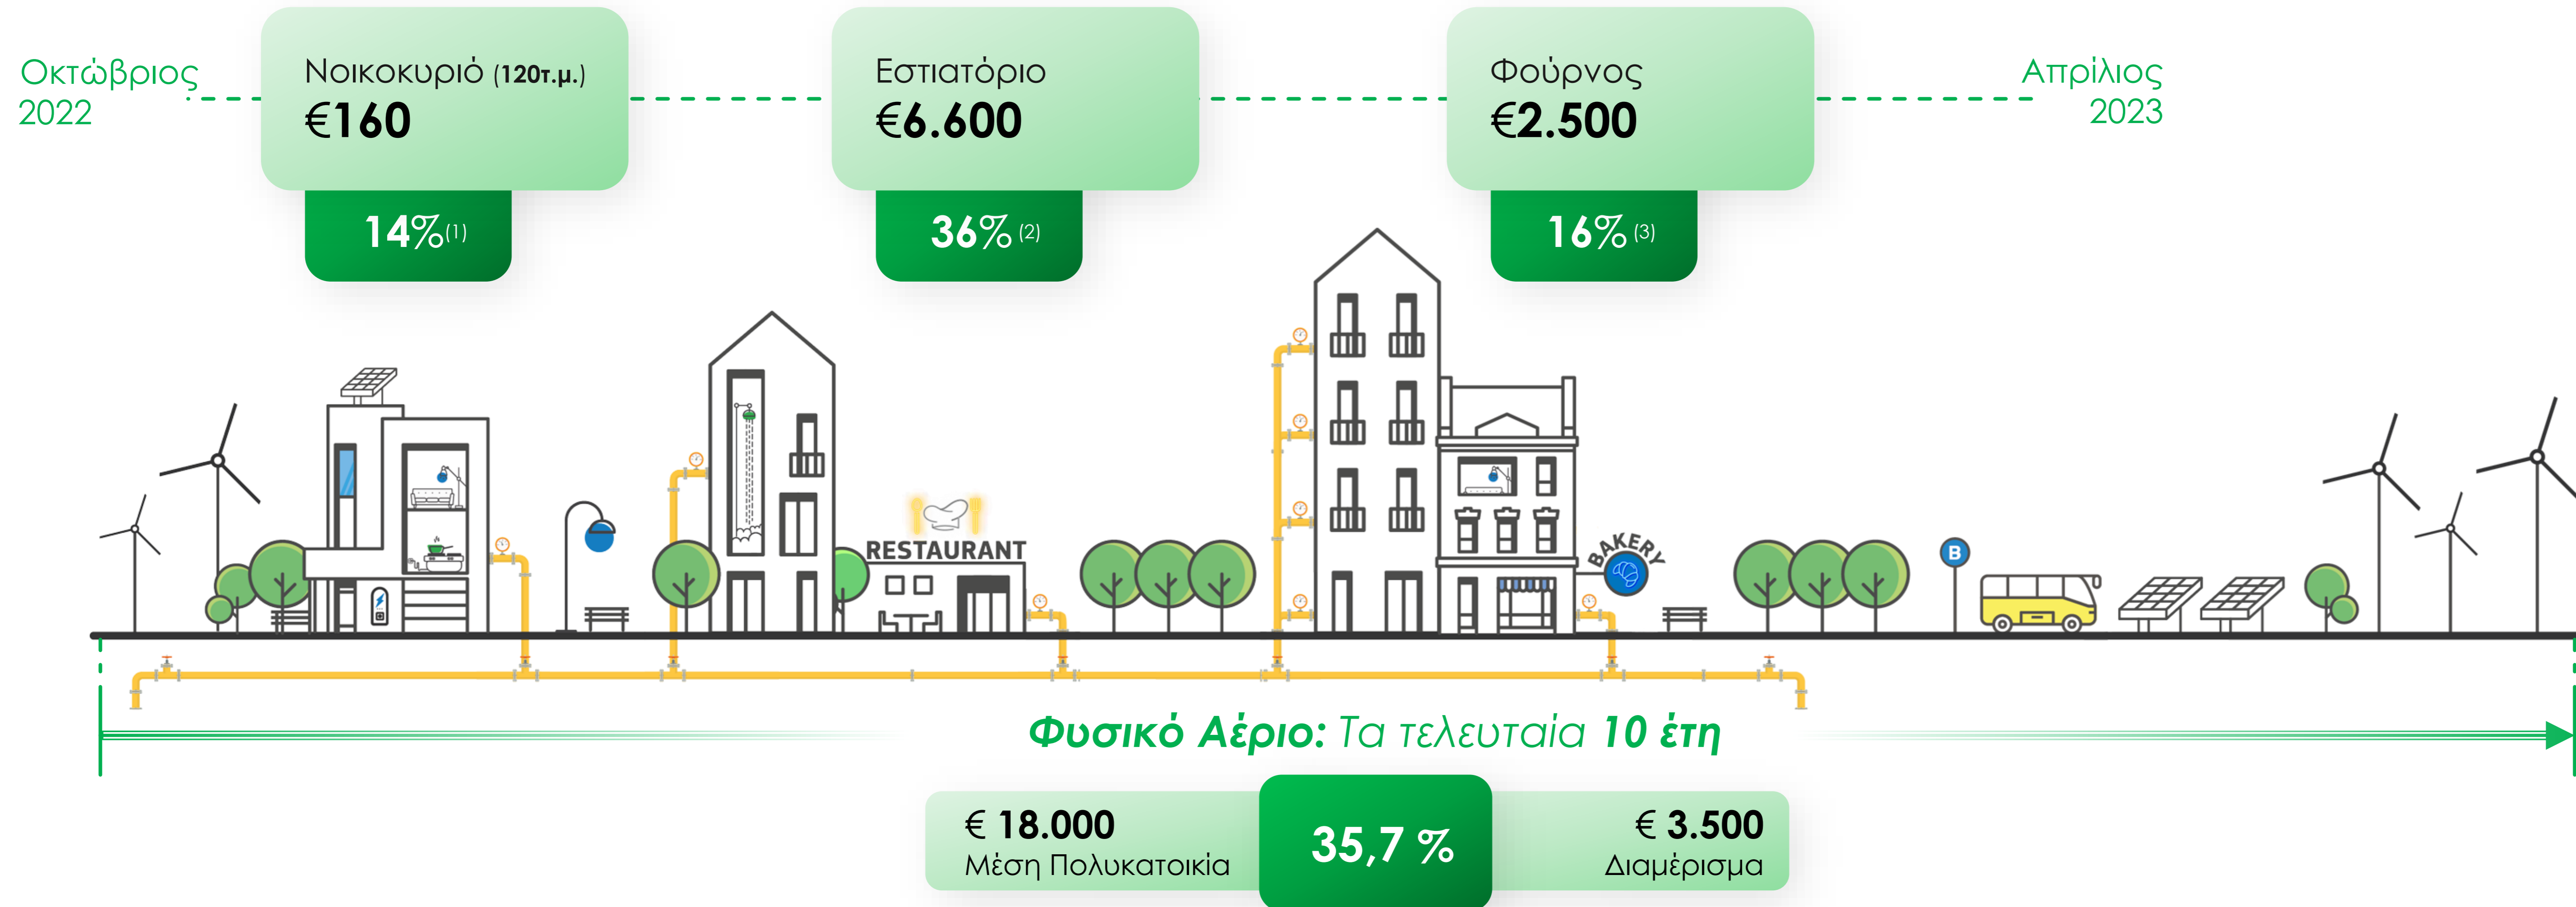 Οκτώβριος
2022
Νοικοκυριό (120τ.μ.)
€160
14%(1)
Εστιατόριο
€6.600
36% (2)
Φούρνος
€2.500
16% (3)
Απρίλιος
2023
RESTAURANT
BAKERY
B
Φυσικό Αέριο: Τα τελευταία 10 έτη
€ 18.000
Μέση Πολυκατοικία
35,7 %
€ 3.500
Διαμέρισμα